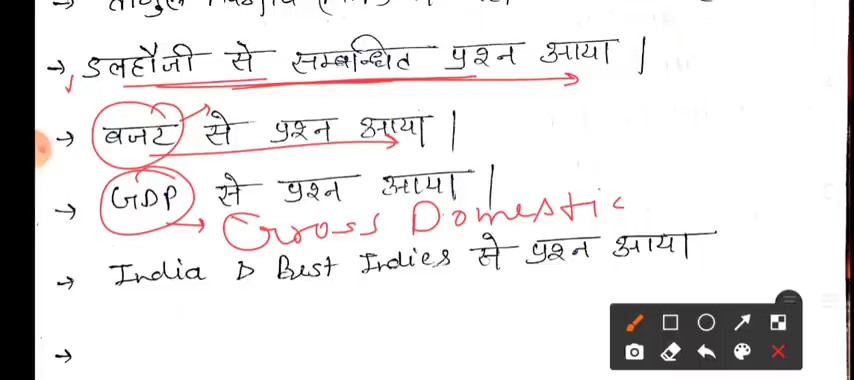 → डलहौजी से सम्बन्धित प्रश्न आया |
→ बजट से प्रश्न आया |
→ GDP से प्रश्न आया |
→ Gross Domestic
→ India D Best Indies से प्रश्न आया
→